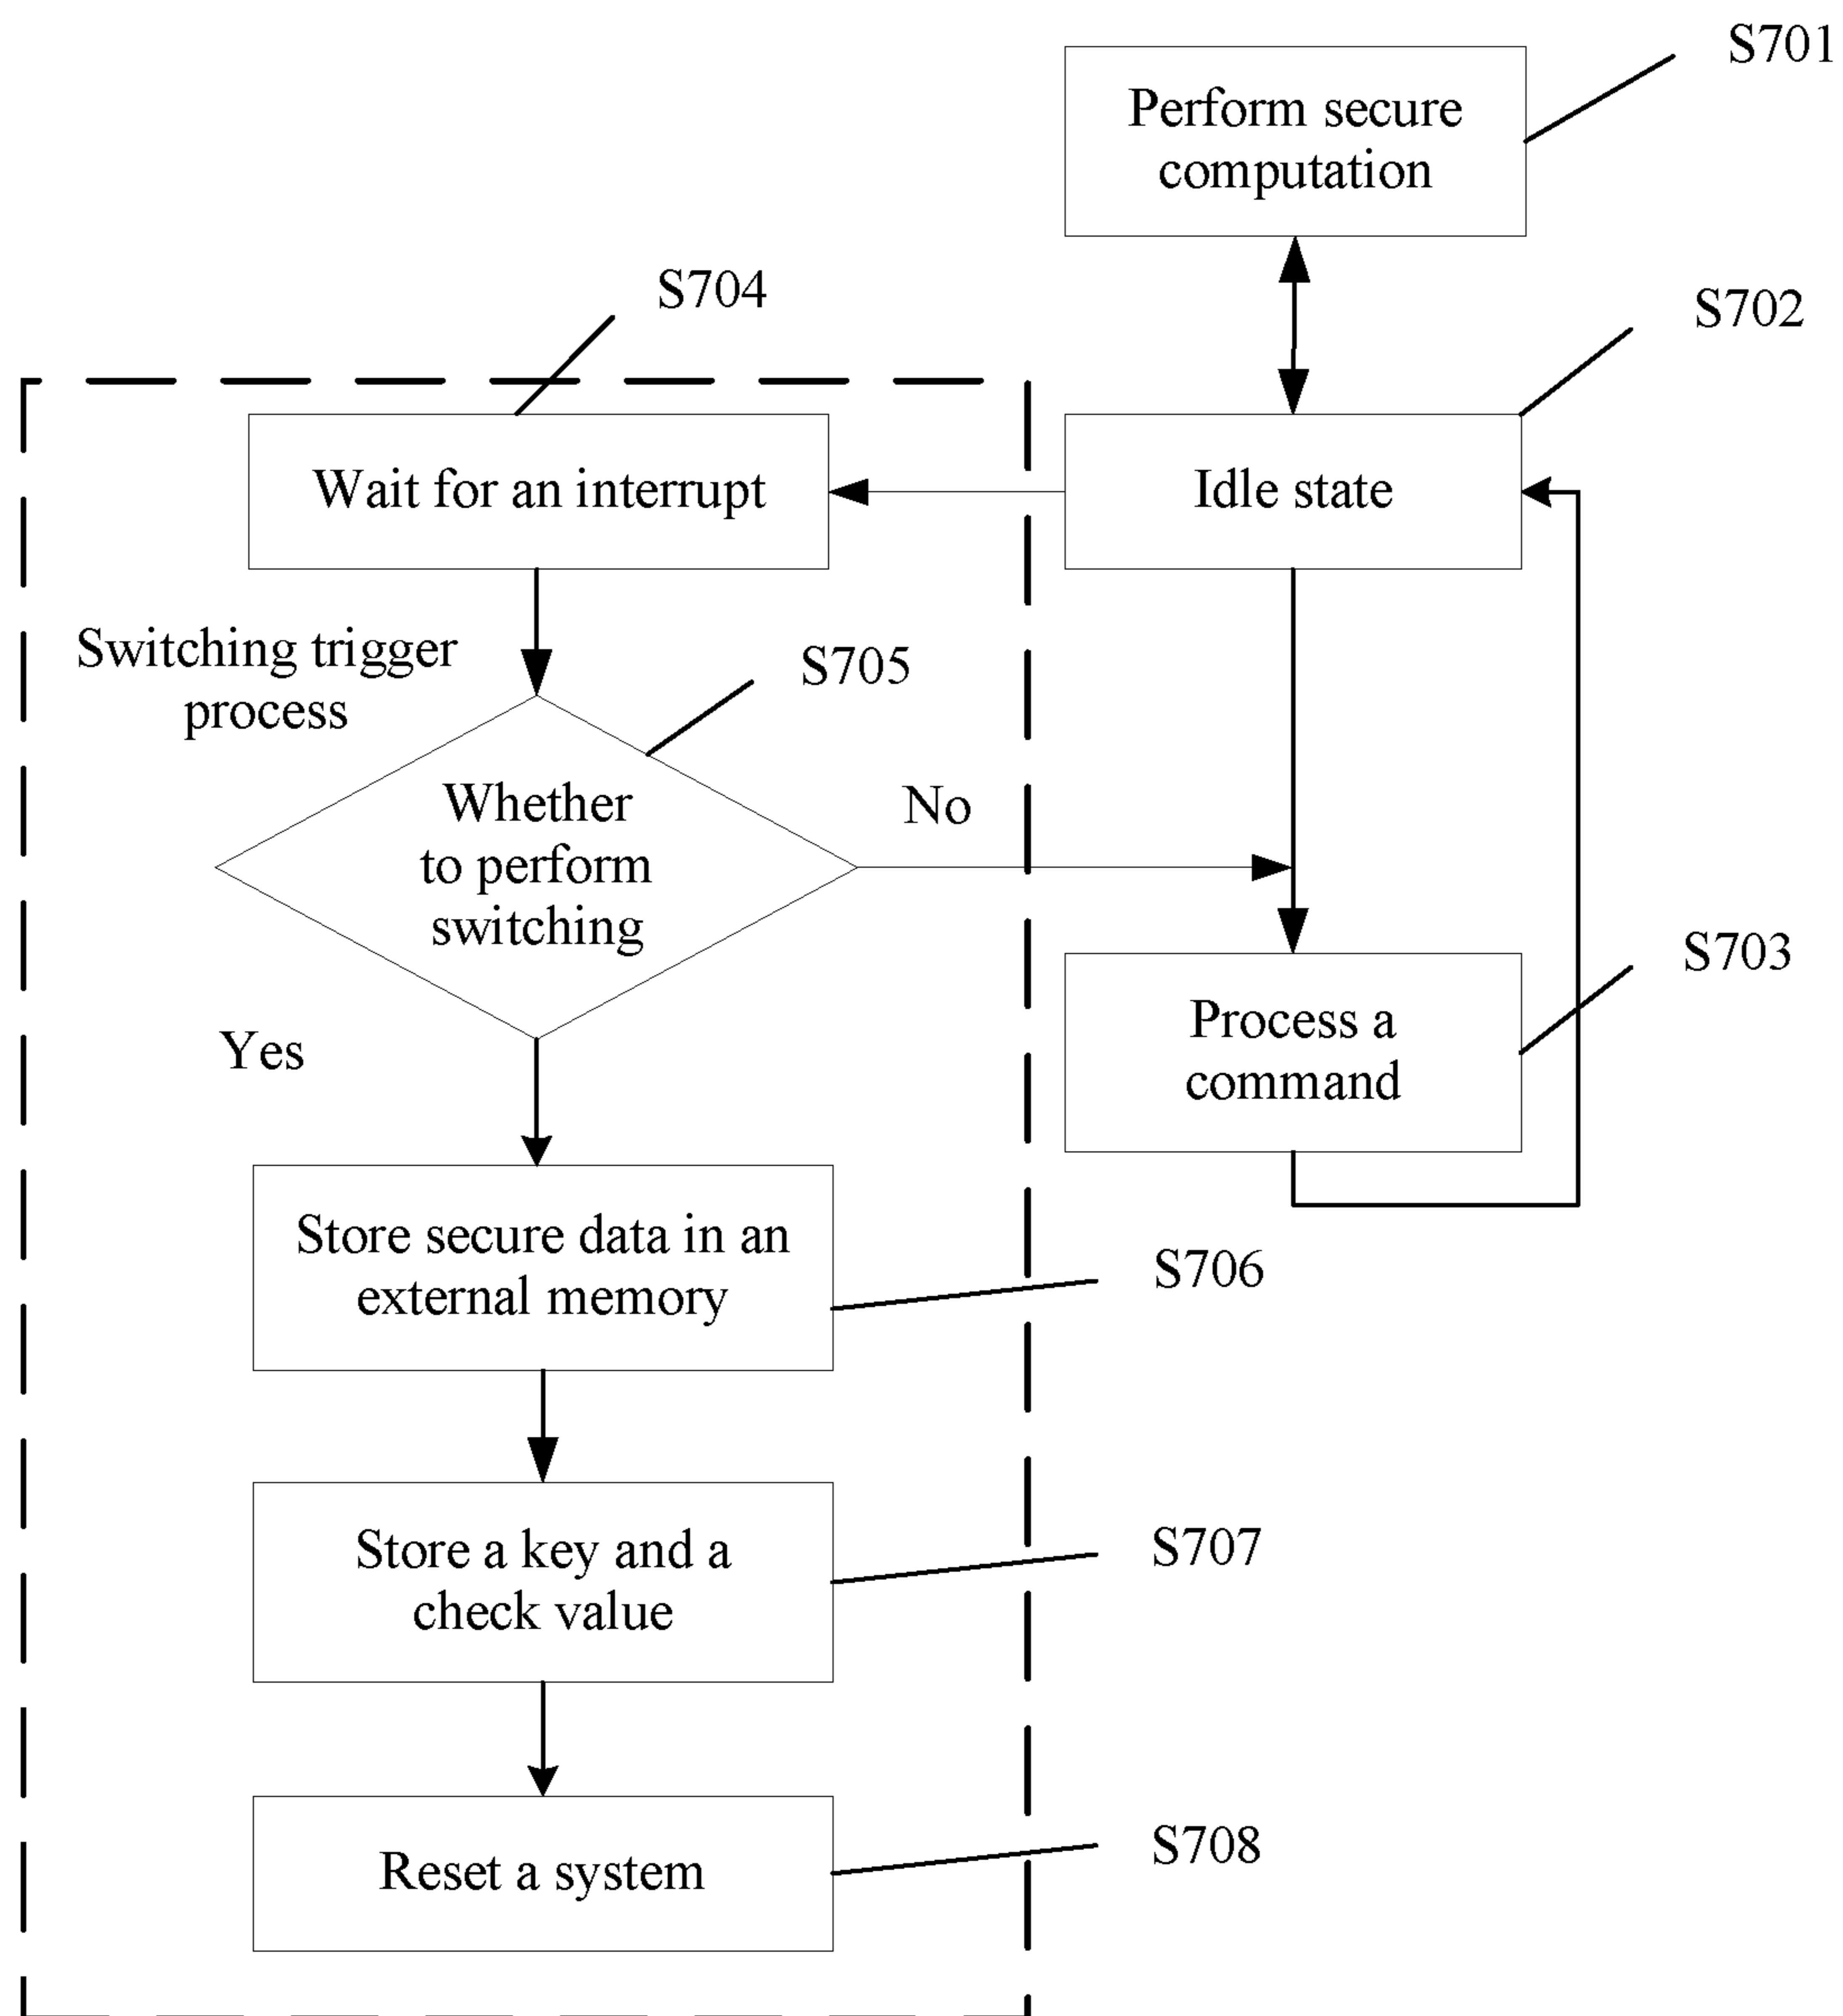 S701
Perform secure
computation
S704
S702
Wait for an interrupt
Idle state
Switching trigger
process
S705
Whether
to perform
switching
No
S703
Process a
command
Yes
Store secure data in an
external memory
S706
Store a key and a
check value
S707
Reset a system
S708